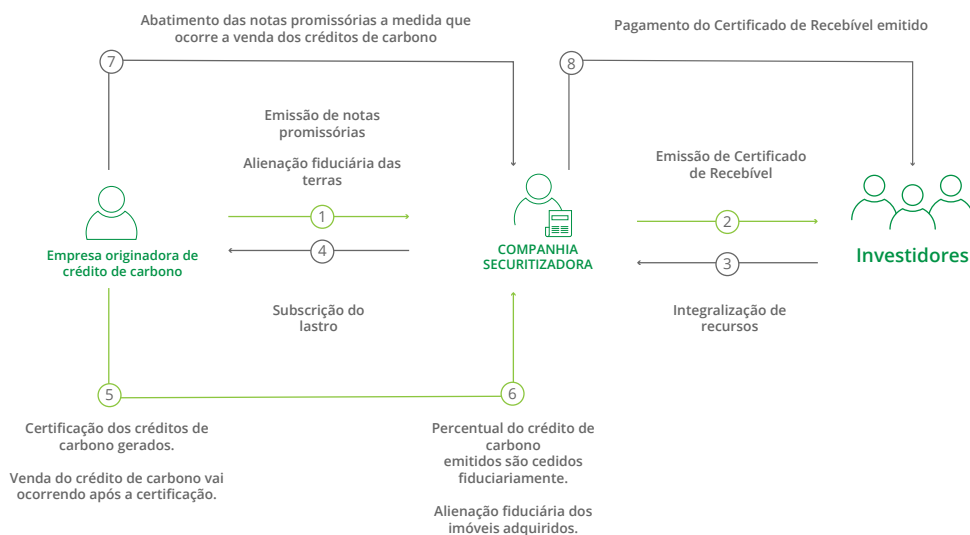 Abatimento das notas promissórias a medida que
ocorre a venda dos créditos de carbono
7
Pagamento do Certificado de Recebível emitido
8
Emissão de notas
promissórias
Alienação fiduciária das
terras
1
4
Subscrição do
lastro
Empresa originadora de
crédito de carbono
COMPANHIA
SECURITIZADORA
Emissão de Certificado
de Recebível
2
3
Integralização de
recursos
Investidores
5
Certificação dos créditos de
carbono gerados.
Venda do crédito de carbono vai
ocorrendo após a certificação.
6
Percentual do crédito de
carbono
emitidos são cedidos
fiduciariamente.
Alienação fiduciária dos
imóveis adquiridos.